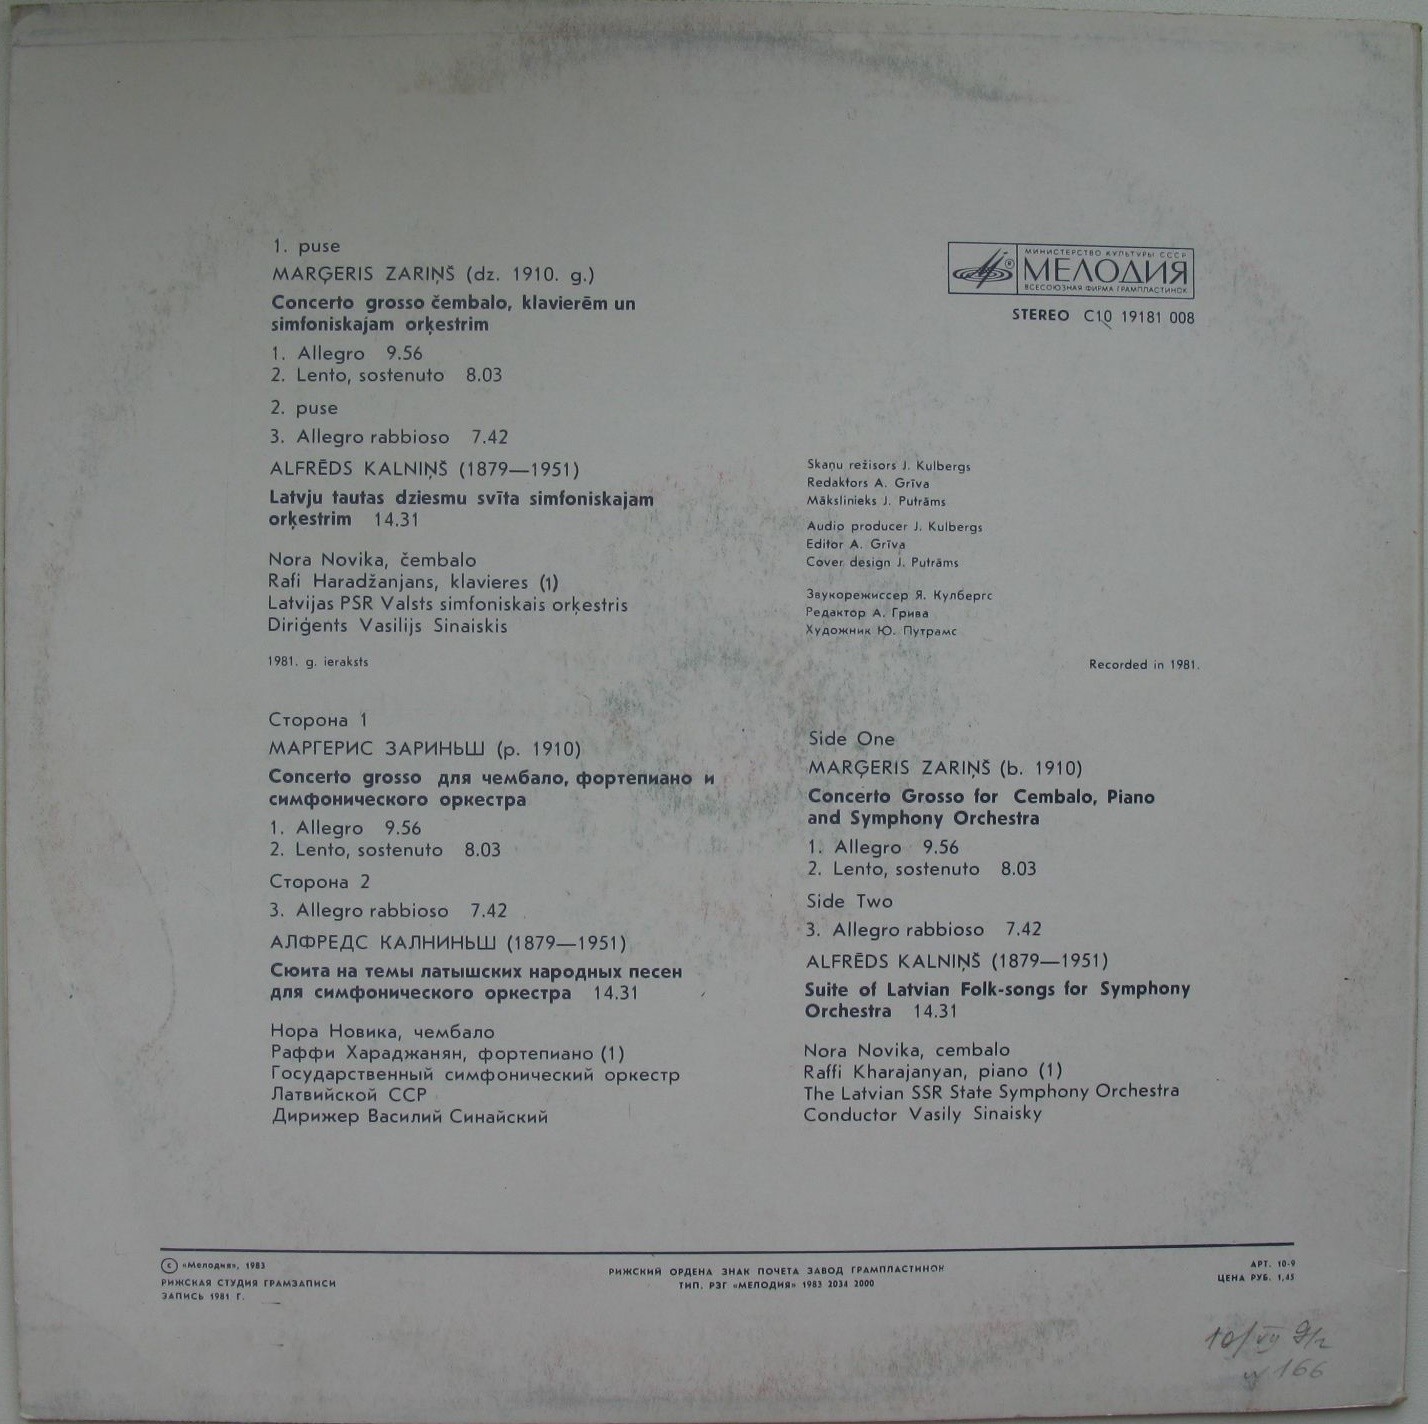 1. puse
MARĢERIS ZARIŅŠ (dz. 1910. g.)
Concerto grosso čembalo, klavierēm un
simfoniskajam orķestrim
1. Allegro 9.56
2. Lento, sostenuto 8.03
2. puse
3. Allegro rabbioso 7.42
ALFRĒDS KALNIŅŠ (1879—1951)
Latvju tautas dziesmu svīta simfoniskajam
orķestrim 14.31
Nora Novika, čembalo
Rafi Haradžanjans, klavieres (1)
Latvijas PSR Valsts simfoniskais orķestris
Diriģents Vasilijs Sinaiskis
1981. g. ieraksts
МИНИСТЕРСТВО КУЛЬТУРЫ СССР
МЕЛОДИЯ
ВСЕСОЮЗНАЯ ФИРМА ГРАМПЛАСТИНОК
STEREO C10 19181 008
Skaņu režisors J. Kulbergs
Redaktors A. Grīva
Mākslinieks J. Putrāms
Audio producer J. Kulbergs
Editor A. Grīva
Cover design J. Putrāms
Звукорежиссер Я. Кулбергс
Редактор А. Грива
Художник Ю. Путрамс
Recorded in 1981.
Сторона 1
МАРГЕРИС ЗАРИНЬШ (р. 1910)
Concerto grosso для чембало, фортепиано и
симфонического оркестра
1. Allegro 9.56
2. Lento, sostenuto 8.03
Сторона 2
3. Allegro rabbioso 7.42
АЛФРЕДС КАЛНИНЬШ (1879—1951)
Сюита на темы латышских народных песен
для симфонического оркестра 14.31
Нора Новика, чембало
Раффи Хараджанян, фортепиано (1)
Государственный симфонический оркестр
Латвийской ССР
Дирижер Василий Синайский
Side One
MARĢERIS ZARIŅŠ (b. 1910)
Concerto Grosso for Cembalo, Piano
and Symphony Orchestra
1. Allegro 9.56
2. Lento, sostenuto 8.03
Side Two
3. Allegro rabbioso 7.42
ALFRĒDS KALNIŅŠ (1879—1951)
Suite of Latvian Folk-songs for Symphony
Orchestra 14.31
Nora Novika, cembalo
Raffi Kharajanyan, piano (1)
The Latvian SSR State Symphony Orchestra
Conductor Vasily Sinaisky
© «Мелодия», 1983
РИЖСКАЯ СТУДИЯ ГРАМЗАПИСИ
ЗАПИСЬ 1981 Г.
РИЖСКИЙ ОРДЕНА ЗНАК ПОЧЕТА ЗАВОД ГРАМПЛАСТИНОК
ТИП. РЗГ «МЕЛОДИЯ» 1983 2034 2000
АРТ. 10-9
ЦЕНА РУБ. 1,45
166